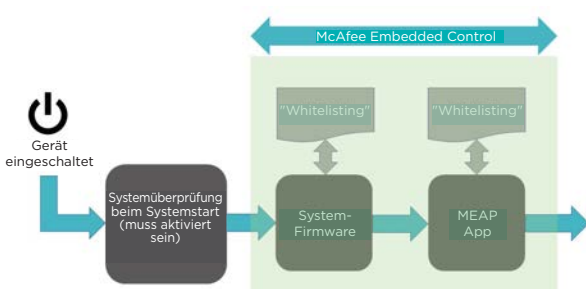 McAfee Embedded Control
"Whitelisting"
"Whitelisting"
Gerät
eingeschaltet
Systemüberprüfung
beim Systemstart
(muss aktiviert
sein)
System-
Firmware
MEAP
App